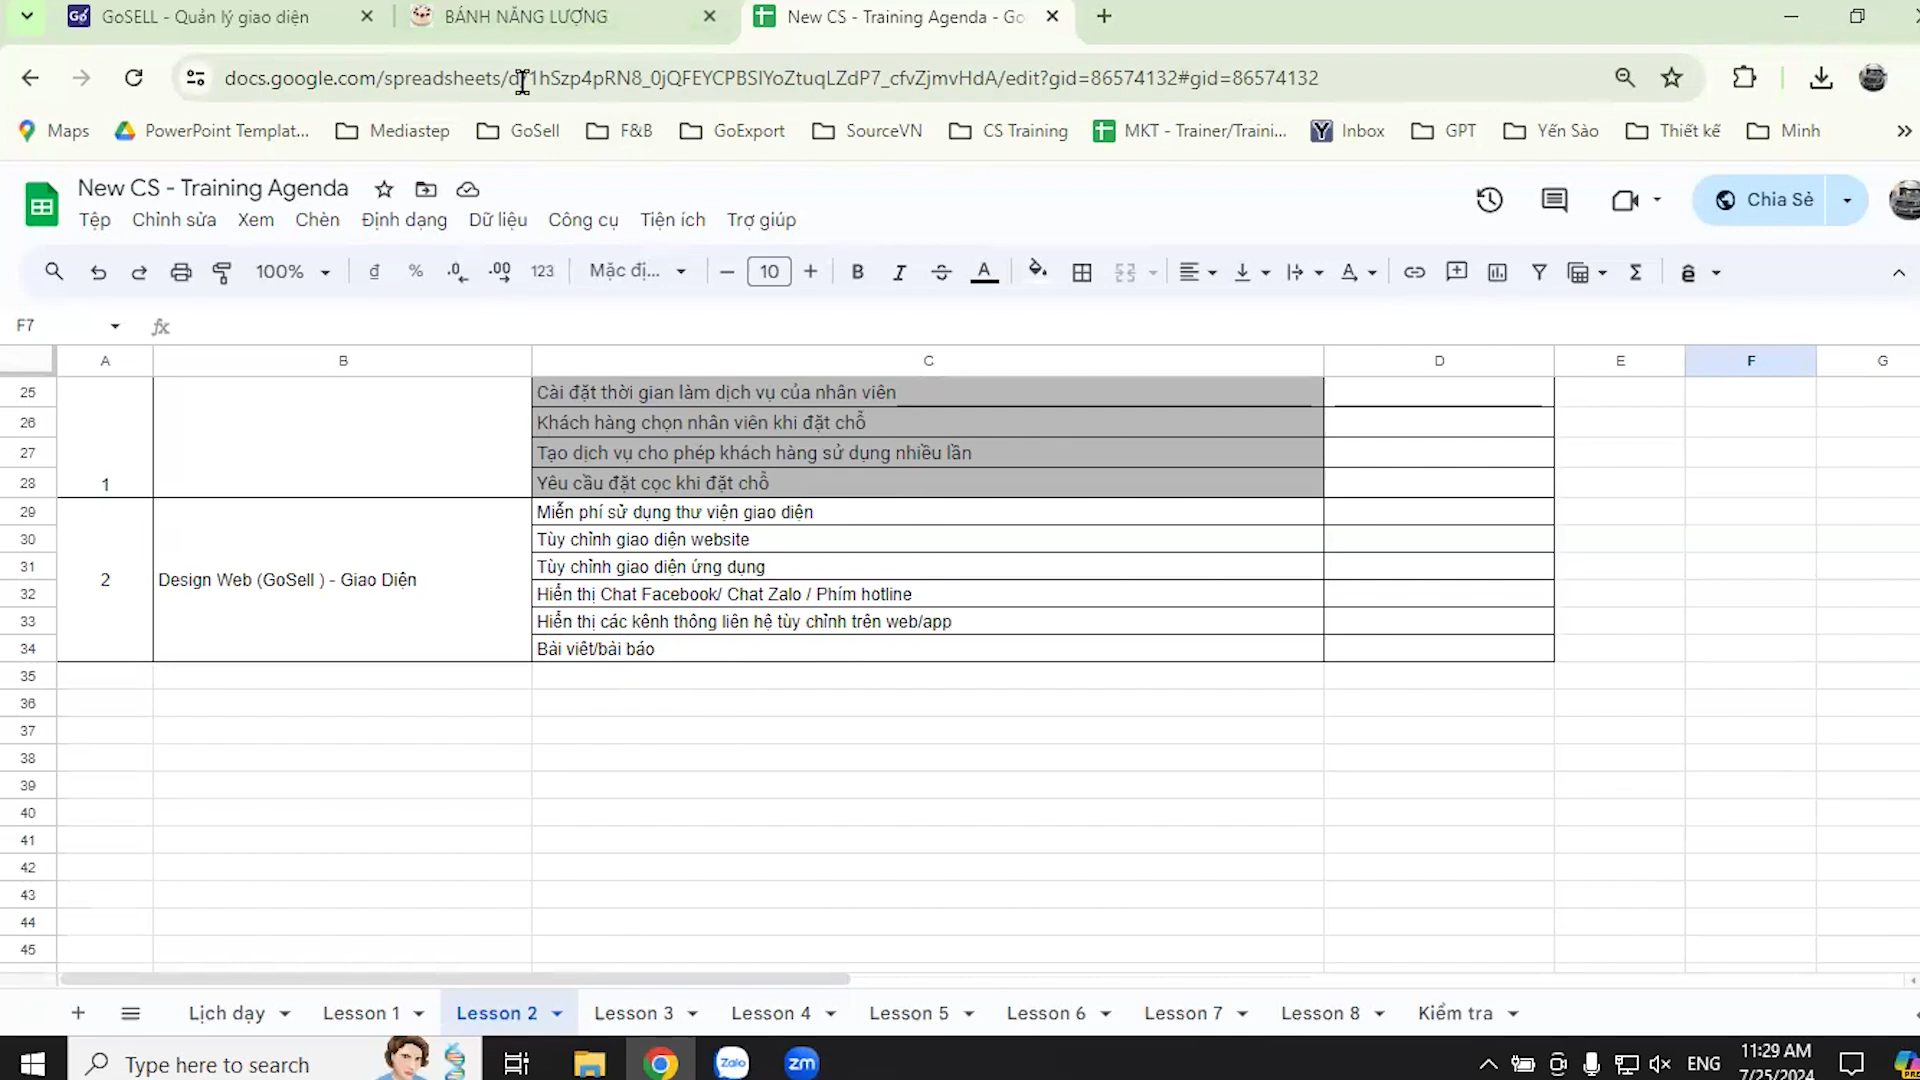 GoSELL - Quản lý giao diện
BÁNH NĂNG LƯỢNG
New CS - Training Agenda - Go
docs.google.com/spreadsheets/d/1hSzp4pRN8_0jQFEYCPBSIYoZtuqLZdP7_cfvZjmvHdA/edit?gid=86574132#gid=86574132
Maps
PowerPoint Templat...
Mediastep
GoSell
F&B
GoExport
SourceVN
CS Training
MKT - Trainer/Traini...
Inbox
GPT
Yến Sào
Thiết kế
Minh
New CS - Training Agenda
Tệp
Chỉnh sửa
Xem
Chèn
Định dạng
Dữ liệu
Công cụ
Tiện ích
Trợ giúp
Chia Sẻ
100%
đ
%
.0
.00
123
Mặc đị...
10
B
I
A
F7
fx
A B C D E F G
25 Cài đặt thời gian làm dịch vụ của nhân viên
26 Khách hàng chọn nhân viên khi đặt chỗ
27 Tạo dịch vụ cho phép khách hàng sử dụng nhiều lần
28 1 Yêu cầu đặt cọc khi đặt chỗ
29 Miễn phí sử dụng thư viện giao diện
30 Tùy chỉnh giao diện website
31 Tùy chỉnh giao diện ứng dụng
2 Design Web (GoSell ) - Giao Diện
32 Hiển thị Chat Facebook/ Chat Zalo / Phím hotline
33 Hiển thị các kênh thông liên hệ tùy chỉnh trên web/app
34 Bài viêt/bài báo
35
36
37
38
39
40
41
42
43
44
45
Lịch dạy
Lesson 1
Lesson 2
Lesson 3
Lesson 4
Lesson 5
Lesson 6
Lesson 7
Lesson 8
Kiểm tra
Type here to search
Zalo
zm
ENG
11:29 AM
7/25/2024